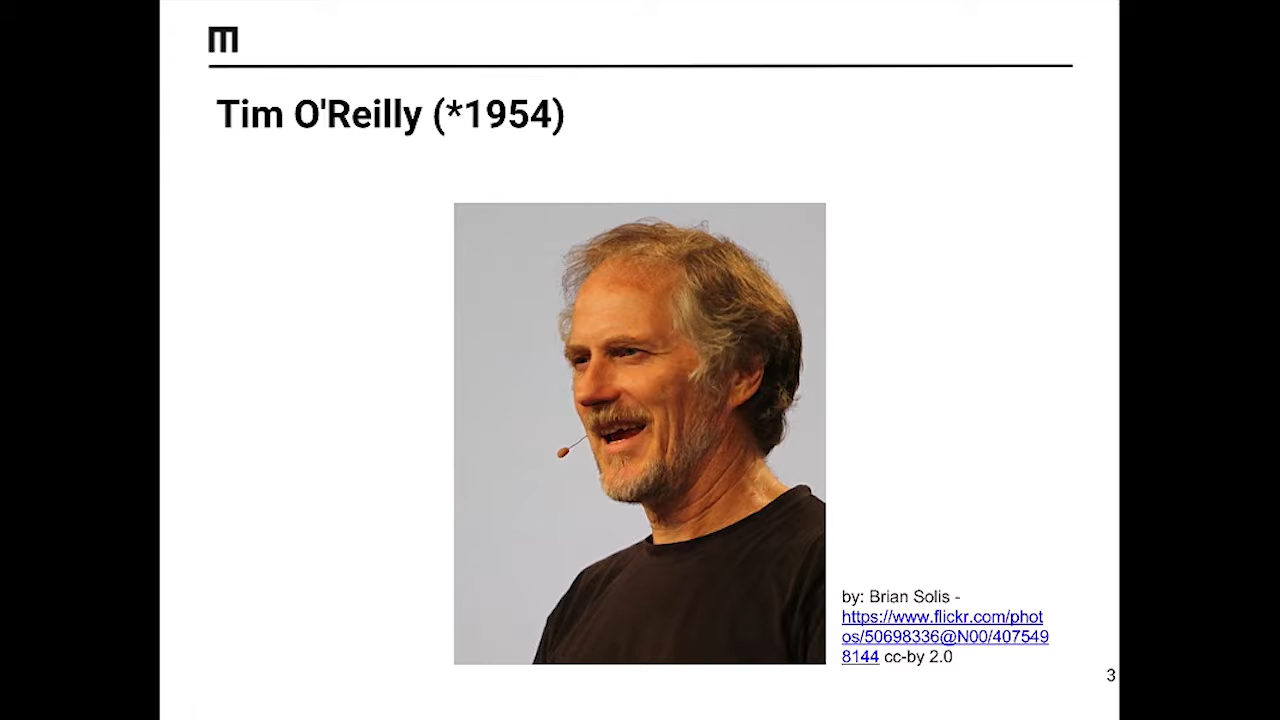 m
Tim O'Reilly (*1954)
by: Brian Solis -
https://www.flickr.com/phot
os/50698336@N00/407549
8144 cc-by 2.0
3